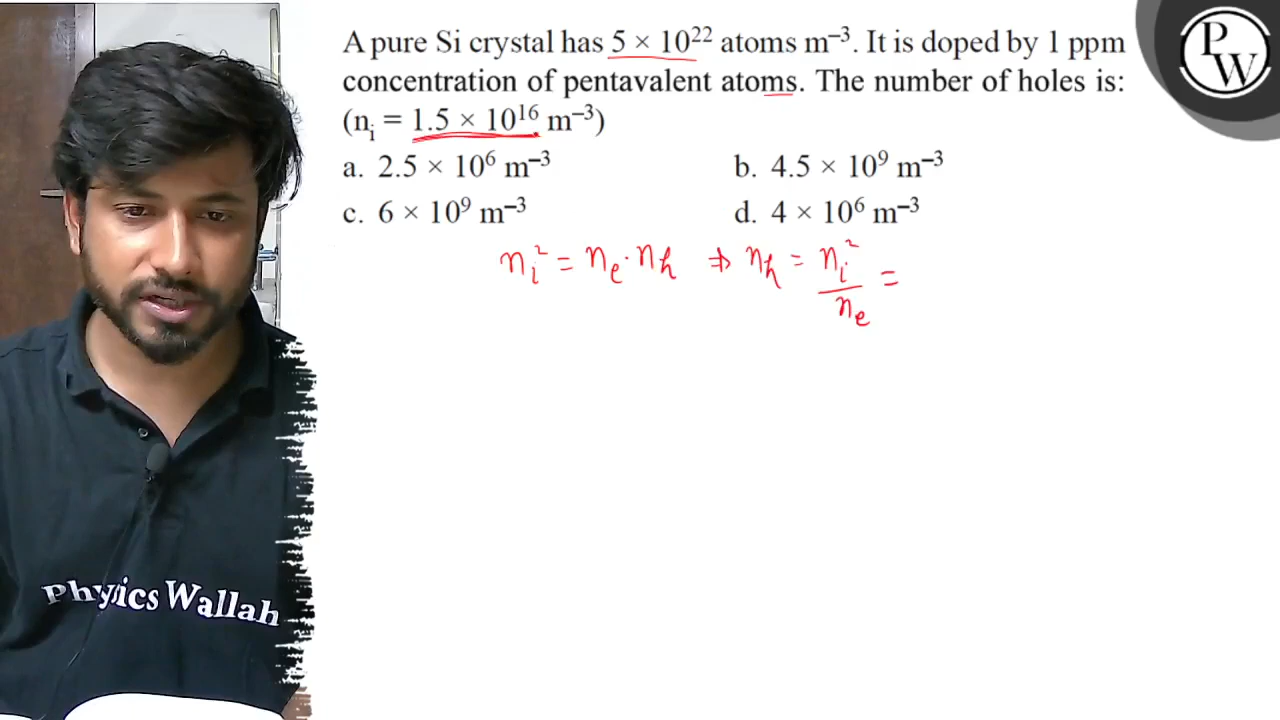 A pure Si crystal has 5 × 10²² atoms m⁻³. It is doped by 1 ppm
concentration of pentavalent atoms. The number of holes is:
(nᵢ = 1.5 × 10¹⁶ m⁻³)
a. 2.5 × 10⁶ m⁻³ b. 4.5 × 10⁹ m⁻³
c. 6 × 10⁹ m⁻³ d. 4 × 10⁶ m⁻³
nᵢ² = nₑ · nₕ ⇒ nₕ = nᵢ² / nₑ =
PW
Physics Wallah